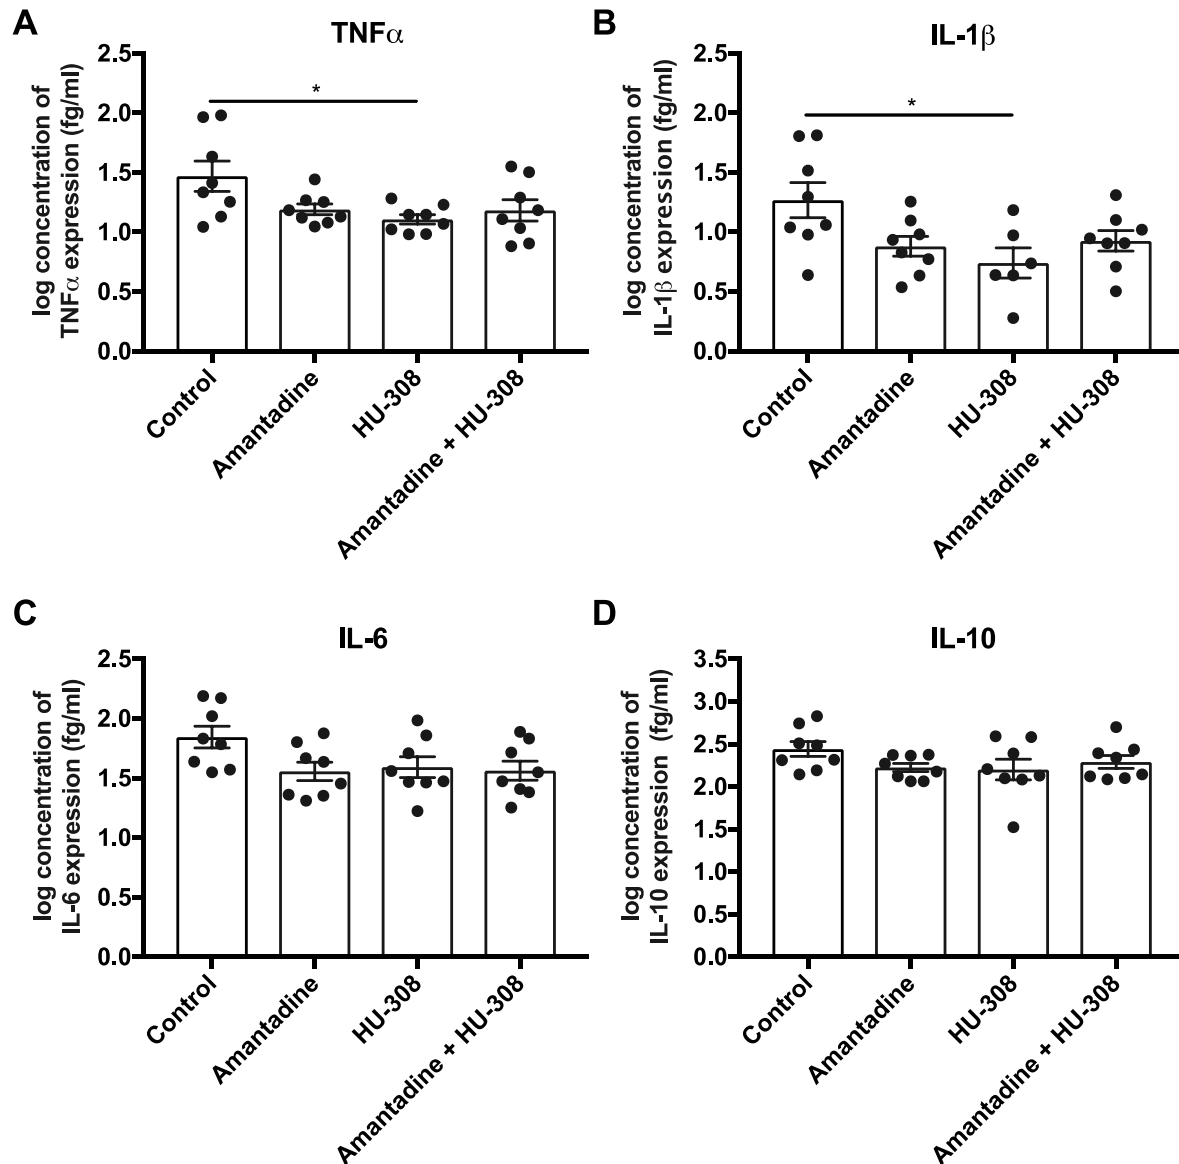 A
TNFα
log concentration of
TNFα expression (fg/ml)
2.5
2.0
1.5
1.0
0.5
0.0
*
Control
Amantadine
HU-308
Amantadine + HU-308
B
IL-1β
log concentration of
IL-1β expression (fg/ml)
2.5
2.0
1.5
1.0
0.5
0.0
*
Control
Amantadine
HU-308
Amantadine + HU-308
C
IL-6
log concentration of
IL-6 expression (fg/ml)
2.5
2.0
1.5
1.0
0.5
0.0
Control
Amantadine
HU-308
Amantadine + HU-308
D
IL-10
log concentration of
IL-10 expression (fg/ml)
3.5
3.0
2.5
2.0
1.5
1.0
0.5
0.0
Control
Amantadine
HU-308
Amantadine + HU-308